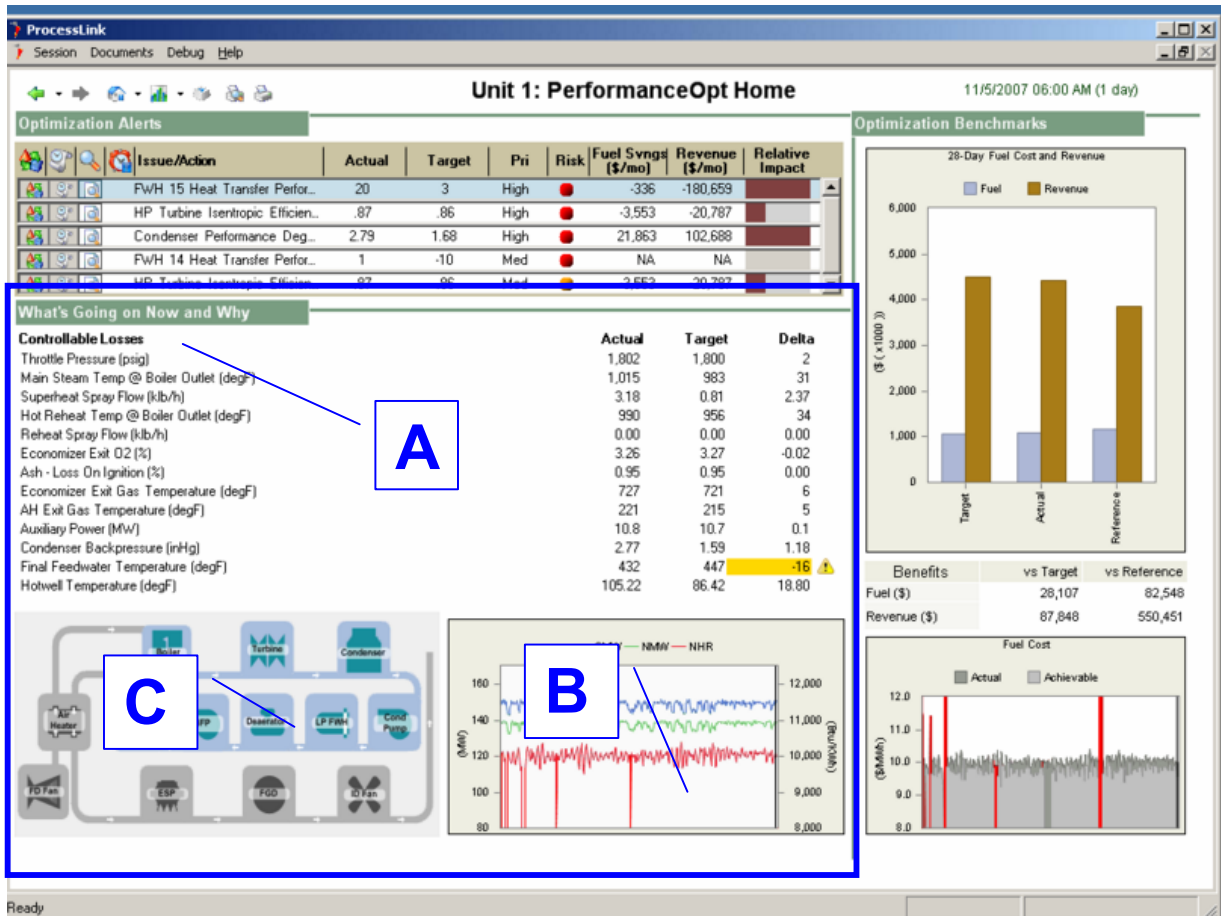 ProcessLink
Session Documents Debug Help
Unit 1: PerformanceOpt Home
11/5/2007 06:00 AM (1 day)
Optimization Alerts
Issue/Action Actual Target Pri Risk Fuel Svngs ($/mo) Revenue ($/mo) Relative Impact
FWH 15 Heat Transfer Perfor... 20 3 High -336 -180,659
HP Turbine Isentropic Efficien... .87 .86 High -3,553 -20,787
Condenser Performance Deg... 2.79 1.68 High 21,863 102,688
FWH 14 Heat Transfer Perfor... 1 -10 Med NA NA
HP Turbine Isentropic Efficien... .87 .86 Med -3,553 -20,787
What's Going on Now and Why
Controllable Losses Actual Target Delta
Throttle Pressure (psig) 1,802 1,800 2
Main Steam Temp @ Boiler Outlet (degF) 1,015 983 31
Superheat Spray Flow (klb/h) 3.18 0.81 2.37
Hot Reheat Temp @ Boiler Outlet (degF) 990 956 34
Reheat Spray Flow (klb/h) 0.00 0.00 0.00
Economizer Exit O2 (%) 3.26 3.27 -0.02
Ash - Loss On Ignition (%) 0.95 0.95 0.00
Economizer Exit Gas Temperature (degF) 727 721 6
AH Exit Gas Temperature (degF) 221 215 5
Auxiliary Power (MW) 10.8 10.7 0.1
Condenser Backpressure (inHg) 2.77 1.59 1.18
Final Feedwater Temperature (degF) 432 447 -16
Hotwell Temperature (degF) 105.22 86.42 18.80
A
1
Boiler
Turbine
Condenser
Air Heater
C
FP
Deaerator
LP FWH
Cond Pump
FD Fan
ESP
FGD
ID Fan
NMW NHR
B
160
140
120
100
80
(MW)
12,000
11,000
10,000
9,000
8,000
(Btu/KWh)
Optimization Benchmarks
28-Day Fuel Cost and Revenue
Fuel Revenue
6,000
5,000
4,000
3,000
2,000
1,000
0
($ ( x1000 ))
Target
Actual
Reference
Benefits vs Target vs Reference
Fuel ($) 28,107 82,548
Revenue ($) 87,848 550,451
Fuel Cost
Actual Achievable
12.0
11.0
10.0
9.0
8.0
($/MWh)
Ready